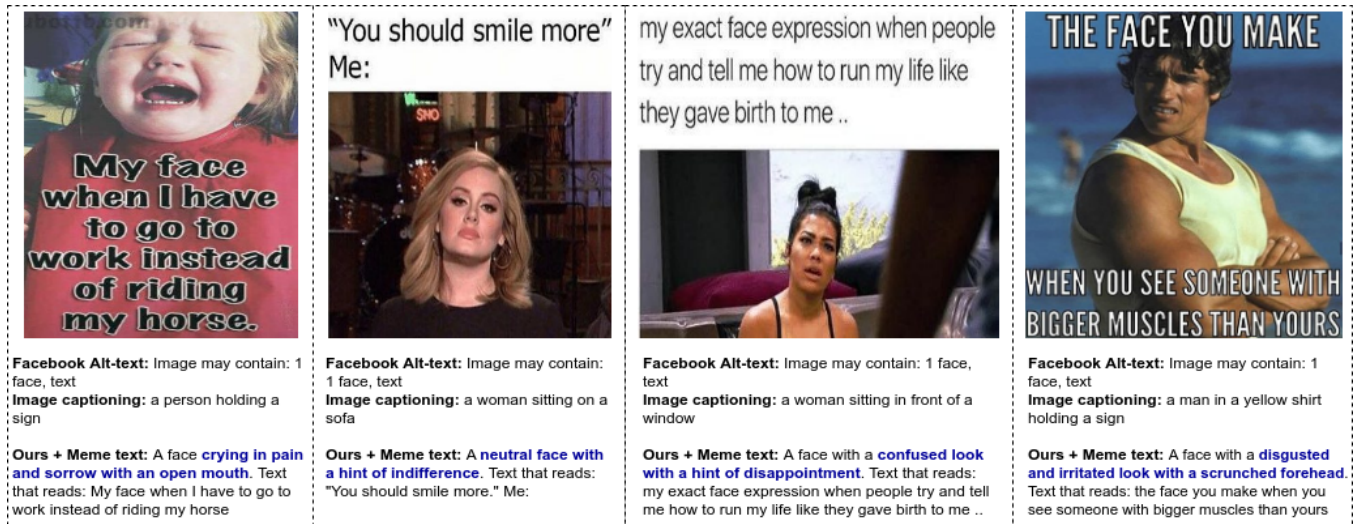 My face
when I have
to go to
work instead
of riding
my horse.
Facebook Alt-text: Image may contain: 1
face, text
Image captioning: a person holding a
sign
Ours + Meme text: A face crying in pain
and sorrow with an open mouth. Text
that reads: My face when I have to go to
work instead of riding my horse
"You should smile more"
Me:
SNO
Facebook Alt-text: Image may contain:
1 face, text
Image captioning: a woman sitting on a
sofa
Ours + Meme text: A neutral face with
a hint of indifference. Text that reads:
"You should smile more." Me:
my exact face expression when people
try and tell me how to run my life like
they gave birth to me ..
Facebook Alt-text: Image may contain: 1 face,
text
Image captioning: a woman sitting in front of a
window
Ours + Meme text: A face with a confused look
with a hint of disappointment. Text that reads:
my exact face expression when people try and tell
me how to run my life like they gave birth to me ..
THE FACE YOU MAKE
WHEN YOU SEE SOMEONE WITH
BIGGER MUSCLES THAN YOURS
Facebook Alt-text: Image may contain: 1
face, text
Image captioning: a man in a yellow shirt
holding a sign
Ours + Meme text: A face with a disgusted
and irritated look with a scrunched forehead.
Text that reads: the face you make when you
see someone with bigger muscles than yours